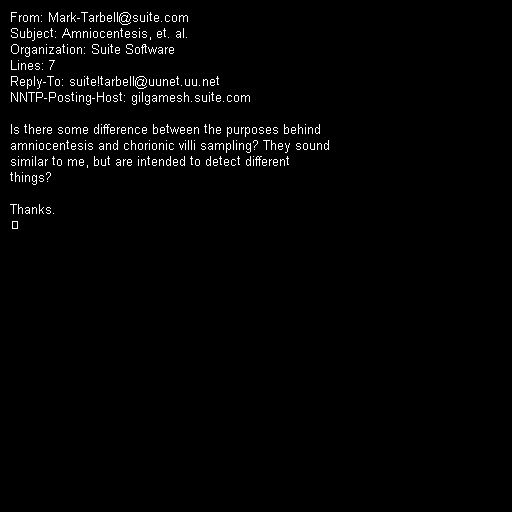 From: Mark-Tarbell@suite.com
Subject: Amniocentesis, et. al.
Organization: Suite Software
Lines: 7
Reply-To: suite!tarbell@uunet.uu.net
NNTP-Posting-Host: gilgamesh.suite.com

Is there some difference between the purposes behind
amniocentesis and chorionic villi sampling? They sound
similar to me, but are intended to detect different
things?

Thanks.